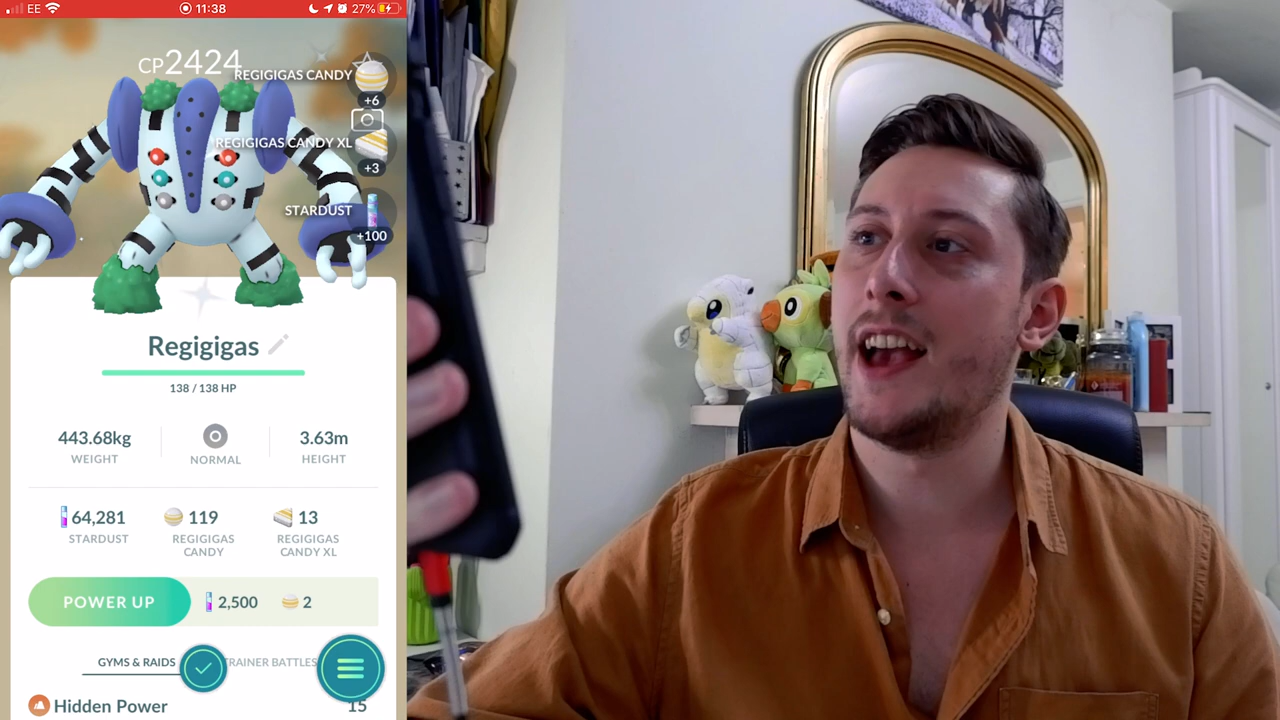 EE 11:38 27%
CP2424
REGIGIGAS CANDY
+6
REGIGIGAS CANDY XL
+3
STARDUST
+100
Regigigas
138 / 138 HP
443.68kg NORMAL 3.63m
WEIGHT HEIGHT
64,281 119 13
STARDUST REGIGIGAS CANDY REGIGIGAS CANDY XL
POWER UP 2,500 2
GYMS & RAIDS TRAINER BATTLES
Hidden Power 15